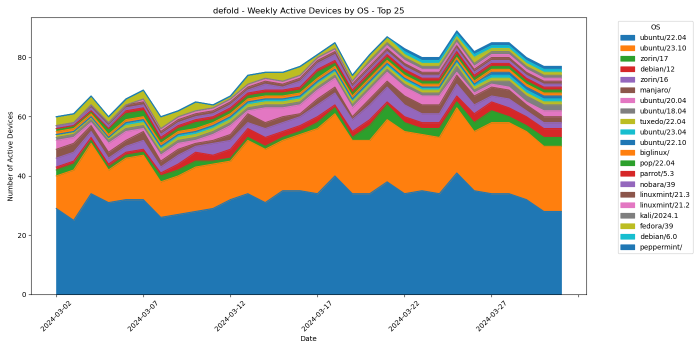 defold - Weekly Active Devices by OS - Top 25
Number of Active Devices
80
60
40
20
0
2024-03-02
2024-03-07
2024-03-12
2024-03-17
2024-03-22
2024-03-27
Date
OS
ubuntu/22.04
ubuntu/23.10
zorin/17
debian/12
zorin/16
manjaro/
ubuntu/20.04
ubuntu/18.04
tuxedo/22.04
ubuntu/23.04
ubuntu/22.10
biglinux/
pop/22.04
parrot/5.3
nobara/39
linuxmint/21.3
linuxmint/21.2
kali/2024.1
fedora/39
debian/6.0
peppermint/